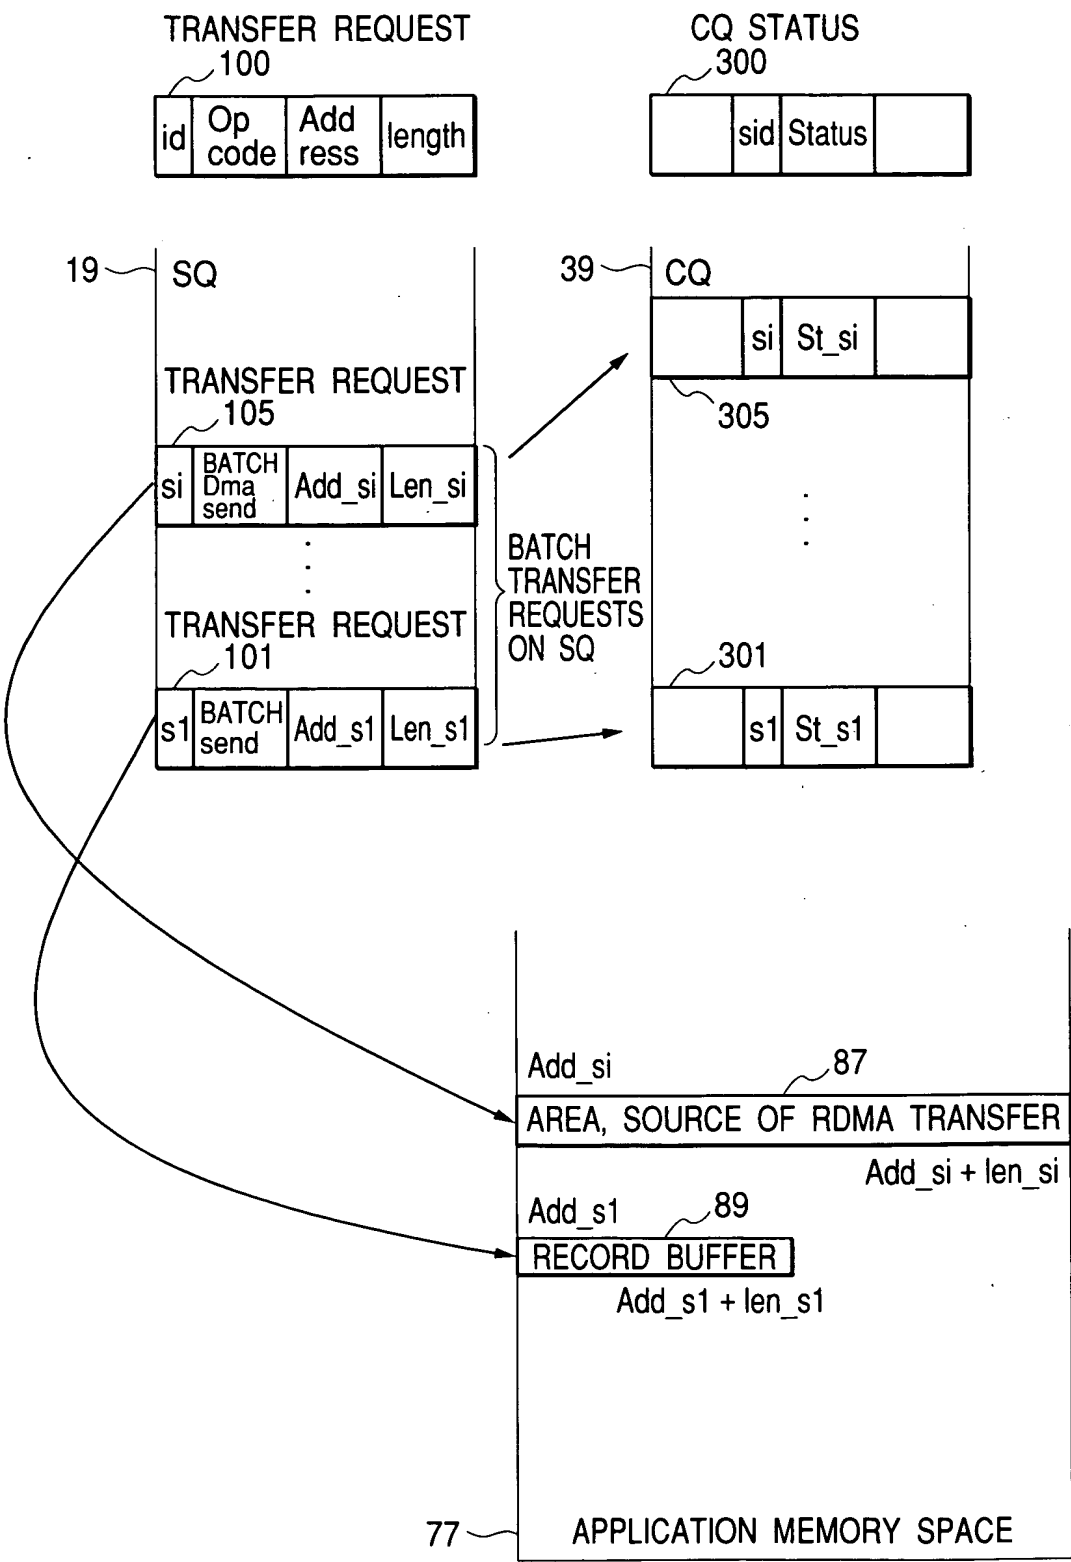 TRANSFER REQUEST
100
id
Op
code
Add
ress
length
CQ STATUS
300
sid
Status
19
SQ
TRANSFER REQUEST
105
si
BATCH
Dma
send
Add_si
Len_si
TRANSFER REQUEST
101
s1
BATCH
send
Add_s1
Len_s1
BATCH
TRANSFER
REQUESTS
ON SQ
39
CQ
si
St_si
305
301
s1
St_s1
Add_si
87
AREA, SOURCE OF RDMA TRANSFER
Add_si + len_si
Add_s1
89
RECORD BUFFER
Add_s1 + len_s1
77
APPLICATION MEMORY SPACE